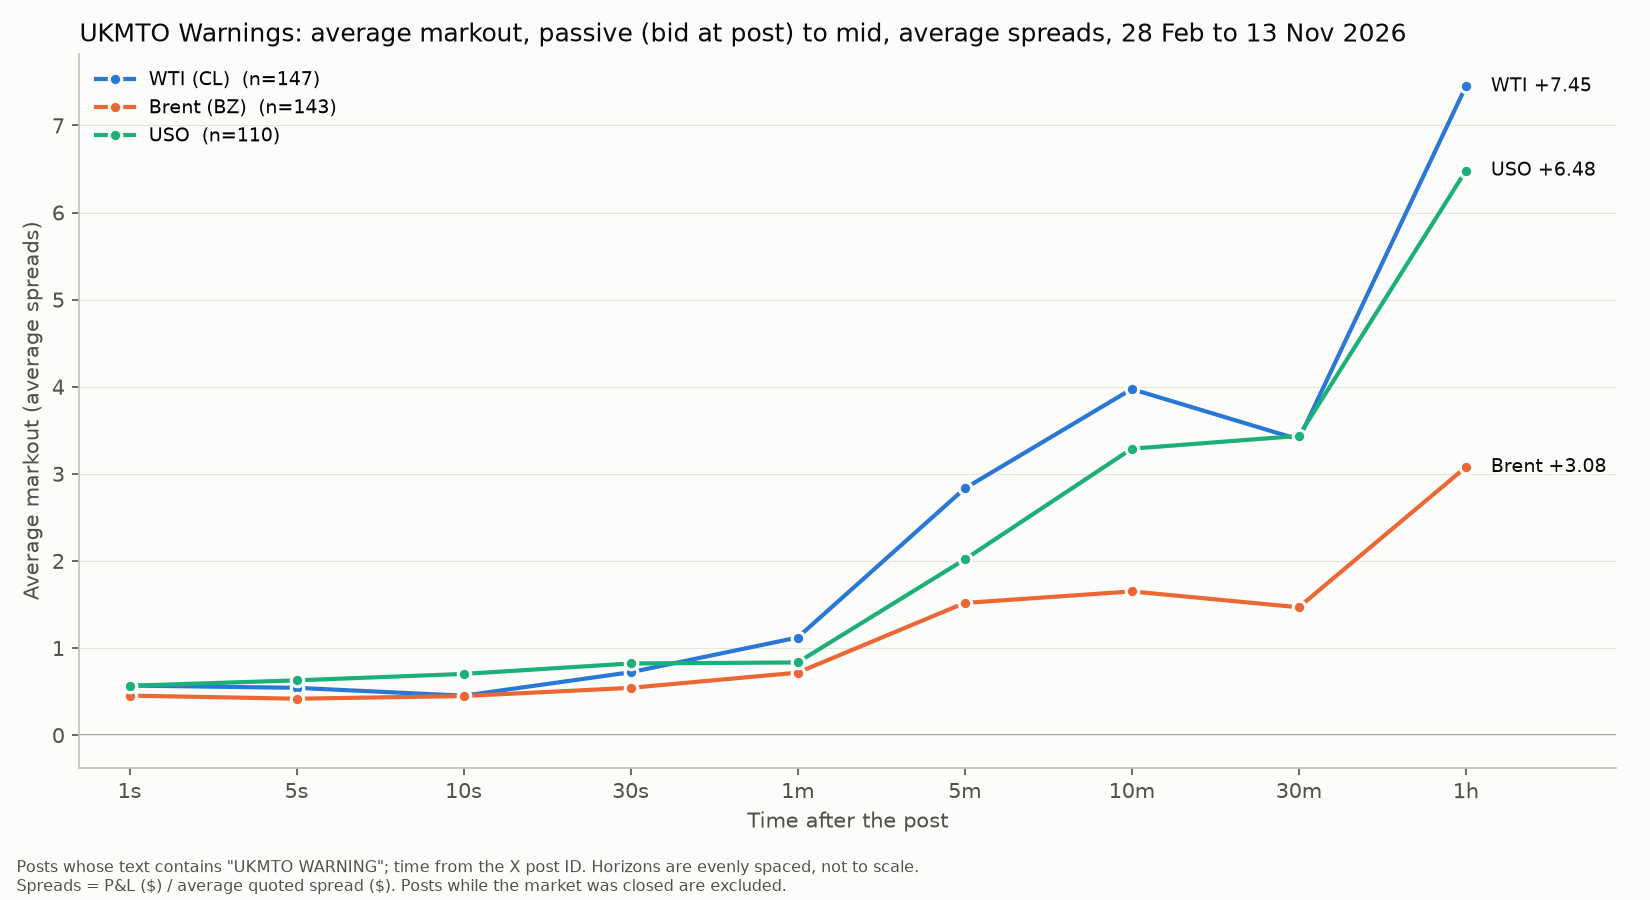 UKMTO Warnings: average markout, passive (bid at post) to mid, average spreads, 28 Feb to 13 Nov 2026
WTI (CL)  (n=147)
Brent (BZ)  (n=143)
USO  (n=110)
WTI +7.45
USO +6.48
Brent +3.08
Average markout (average spreads)
7
6
5
4
3
2
1
0
1s 5s 10s 30s 1m 5m 10m 30m 1h
Time after the post
Posts whose text contains "UKMTO WARNING"; time from the X post ID. Horizons are evenly spaced, not to scale.
Spreads = P&L ($) / average quoted spread ($). Posts while the market was closed are excluded.